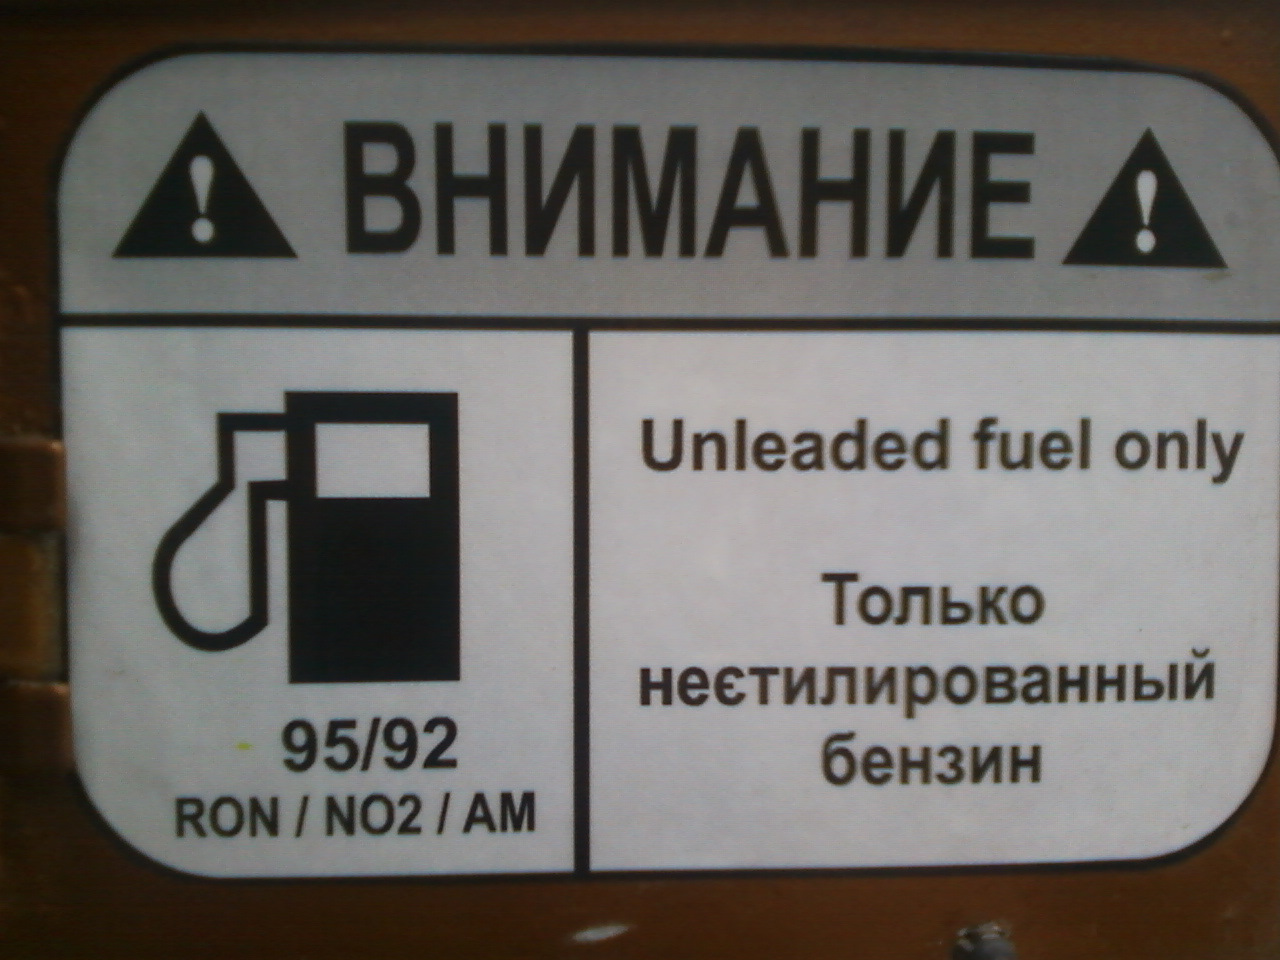 ВНИМАНИЕ
95/92
RON / NO2 / AM
Unleaded fuel only
Только
неєтилированный
бензин